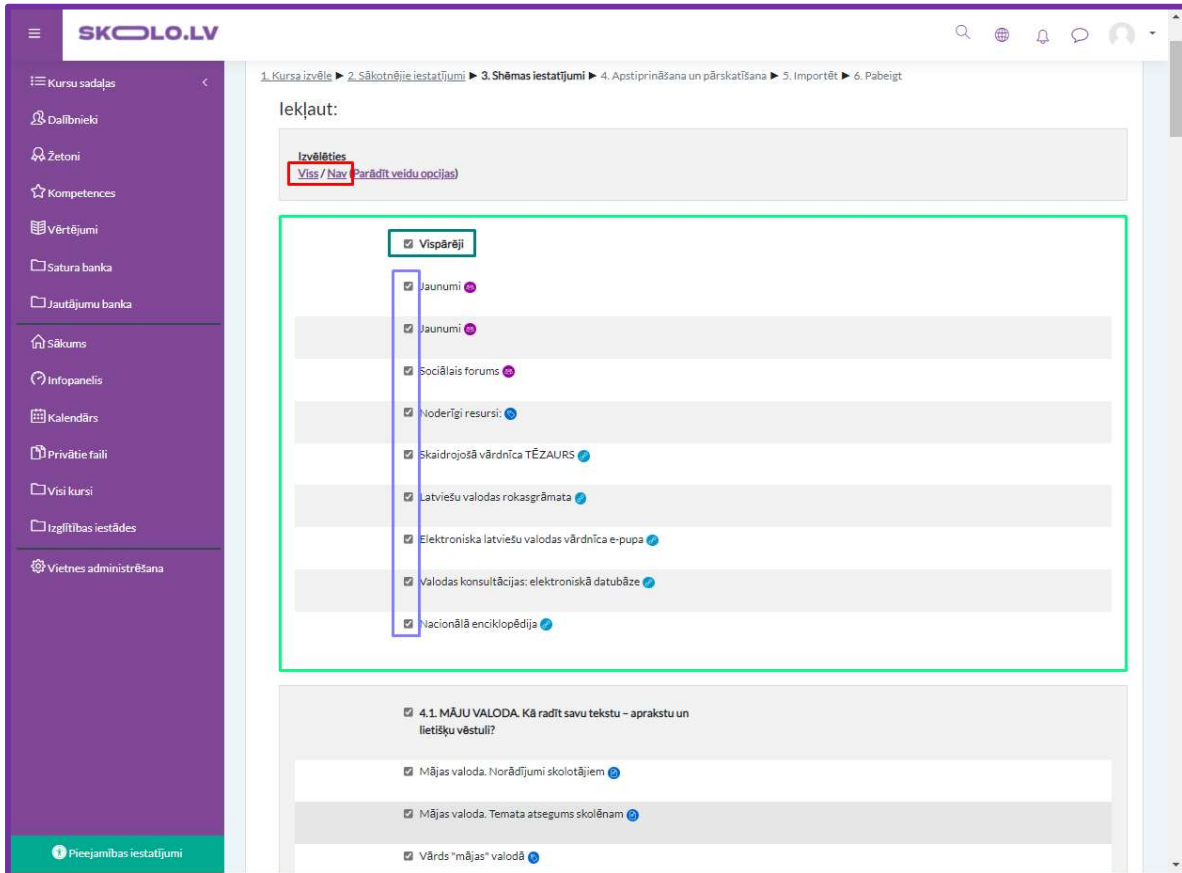 SKOLO.LV
Kursu sadaļas
Dalībnieki
Žetoni
Kompetences
Vērtējumi
Satura banka
Jautājumu banka
Sākums
Infopanelis
Kalendārs
Privātie faili
Visi kursi
Izglītības iestādes
Vietnes administrēšana
Pieejamības iestatījumi
1. Kursa izvēle ► 2. Sākotnējie iestatījumi ► 3. Shēmas iestatījumi ► 4. Apstiprināšana un pārskatīšana ► 5. Importēt ► 6. Pabeigt
Iekļaut:
Izvēlēties
Viss / Nav (Parādīt veidu opcijas)
Vispārēji
Jaunumi
Jaunumi
Sociālais forums
Noderīgi resursi:
Skaidrojošā vārdnīca TĒZAURS
Latviešu valodas rokasgrāmata
Elektroniska latviešu valodas vārdnīca e-pupa
Valodas konsultācijas: elektroniskā datubāze
Nacionālā enciklopēdija
4.1. MĀJU VALODA. Kā radīt savu tekstu – aprakstu un
lietišķu vēstuli?
Mājas valoda. Norādījumi skolotājiem
Mājas valoda. Temata atsegums skolēnam
Vārds "mājas" valodā